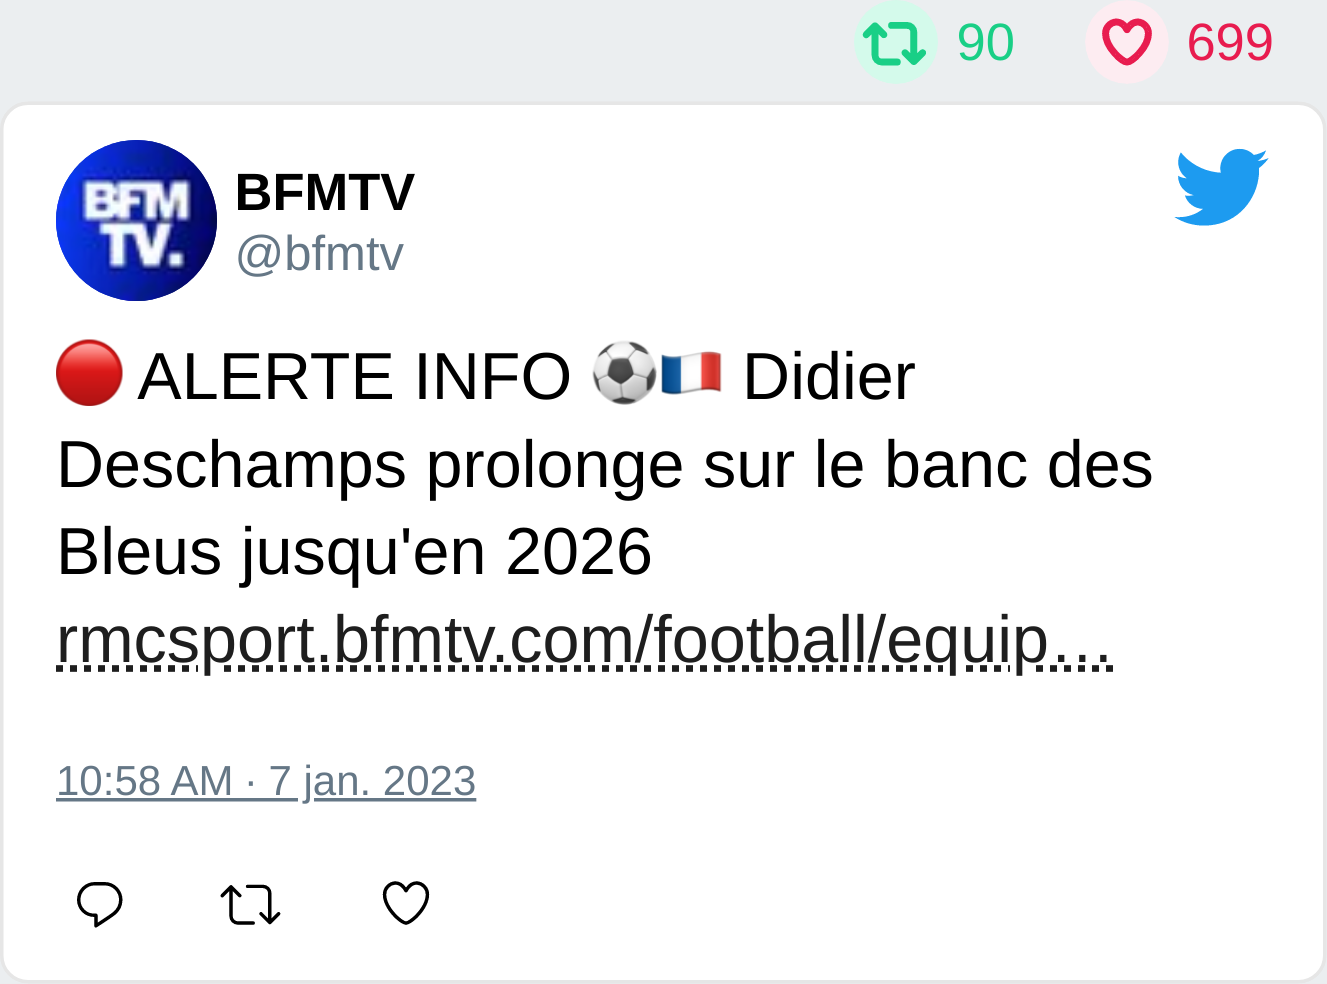 90 699
BFM
TV.
BFMTV
@bfmtv
🔴 ALERTE INFO ⚽🇫🇷 Didier
Deschamps prolonge sur le banc des
Bleus jusqu'en 2026
rmcsport.bfmtv.com/football/equip…
10:58 AM · 7 jan. 2023